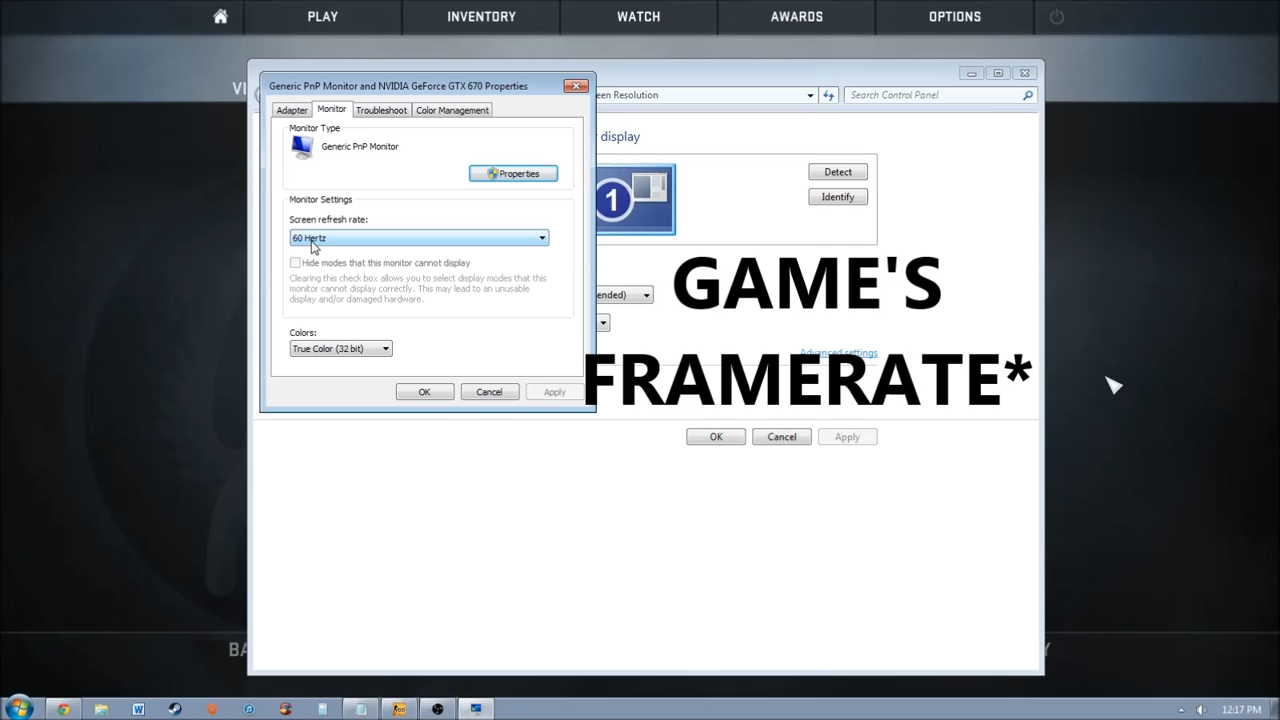 PLAY
INVENTORY
WATCH
AWARDS
OPTIONS
VI
Generic PnP Monitor and NVIDIA GeForce GTX 670 Properties
een Resolution
Search Control Panel
Adapter
Monitor
Troubleshoot
Color Management
Monitor Type
Generic PnP Monitor
Properties
Monitor Settings
Screen refresh rate:
60 Hertz
Hide modes that this monitor cannot display
Clearing this check box allows you to select display modes that this
monitor cannot display correctly. This may lead to an unusable
display and/or damaged hardware.
Colors:
True Color (32 bit)
OK
Cancel
Apply
display
1
Detect
Identify
ended)
Advanced settings
GAME'S
FRAMERATE*
OK
Cancel
Apply
BA
Y
12:17 PM